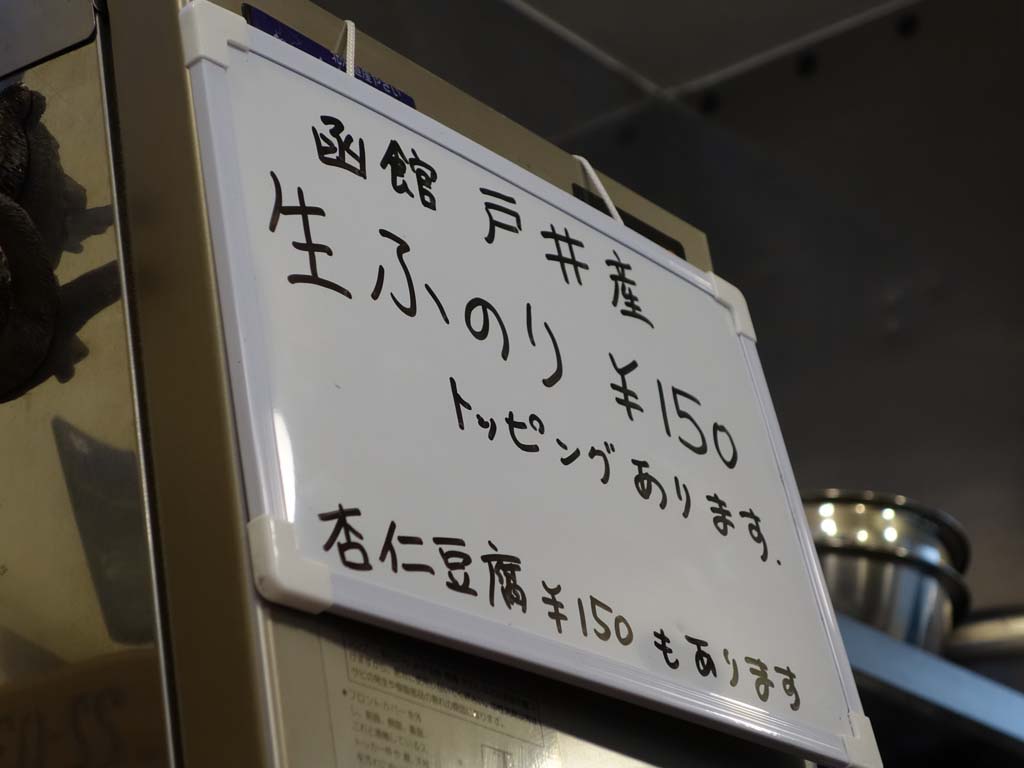 函館 戸井産
生ふのり ¥150
トッピングあります.
杏仁豆腐 ¥150 もあります